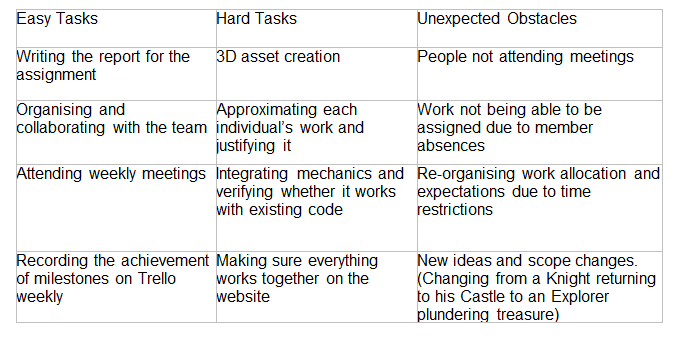 Easy Tasks
Hard Tasks
Unexpected Obstacles
Writing the report for the
assignment
3D asset creation
People not attending meetings
Organising and
collaborating with the team
Approximating each
individual's work and
justifying it
Work not being able to be
assigned due to member
absences
Attending weekly meetings
Integrating mechanics and
verifying whether it works
with existing code
Re-organising work allocation and
expectations due to time
restrictions
Recording the achievement
of milestones on Trello
weekly
Making sure everything
works together on the
website
New ideas and scope changes.
(Changing from a Knight returning
to his Castle to an Explorer
plundering treasure)